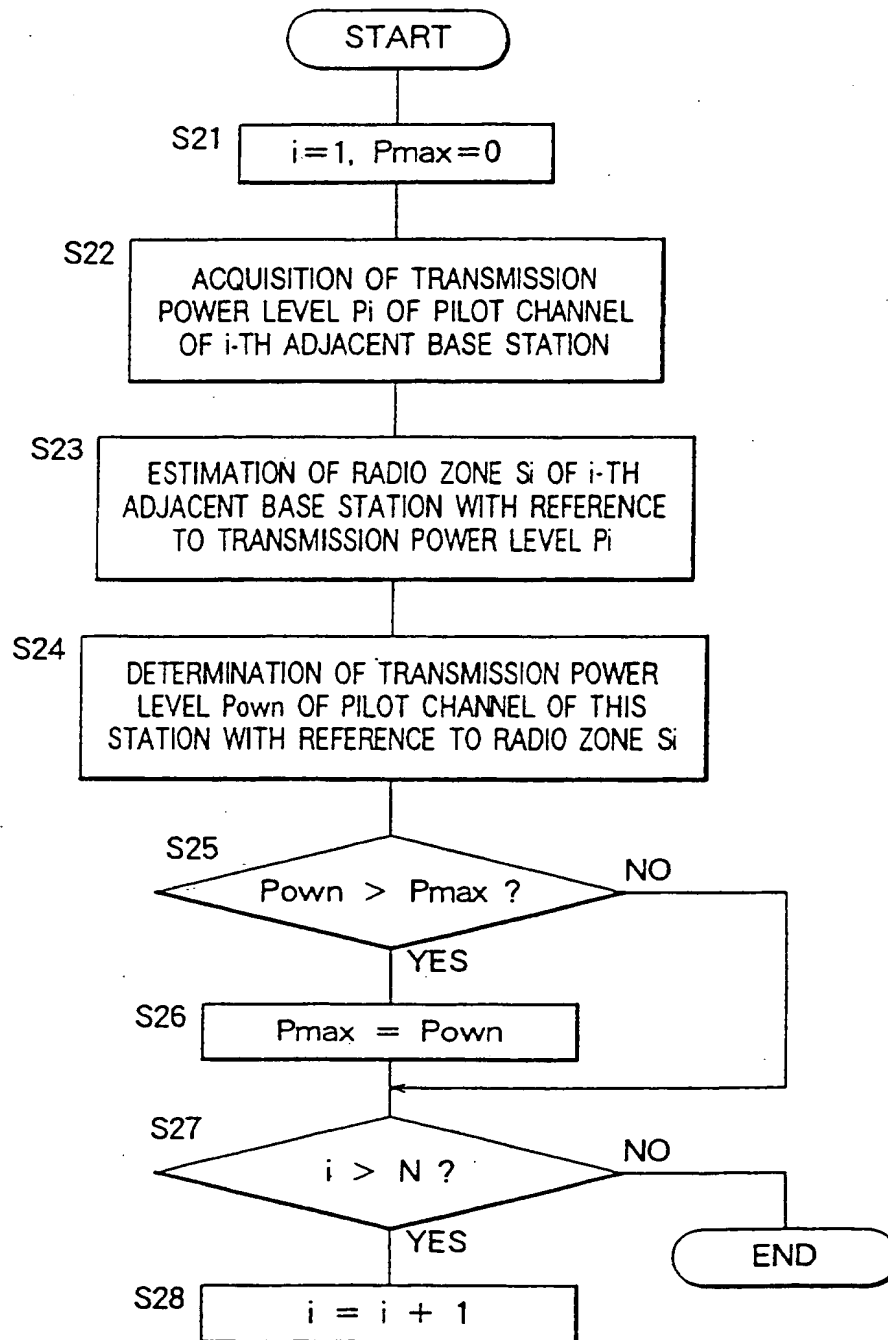 START
S21
i=1, Pmax=0
S22
ACQUISITION OF TRANSMISSION
POWER LEVEL Pi OF PILOT CHANNEL
OF i-TH ADJACENT BASE STATION
S23
ESTIMATION OF RADIO ZONE Si OF i-TH
ADJACENT BASE STATION WITH REFERENCE
TO TRANSMISSION POWER LEVEL Pi
S24
DETERMINATION OF TRANSMISSION POWER
LEVEL Pown OF PILOT CHANNEL OF THIS
STATION WITH REFERENCE TO RADIO ZONE Si
S25
Pown > Pmax ?
NO
YES
S26
Pmax = Pown
S27
i > N ?
NO
YES
END
S28
i = i + 1